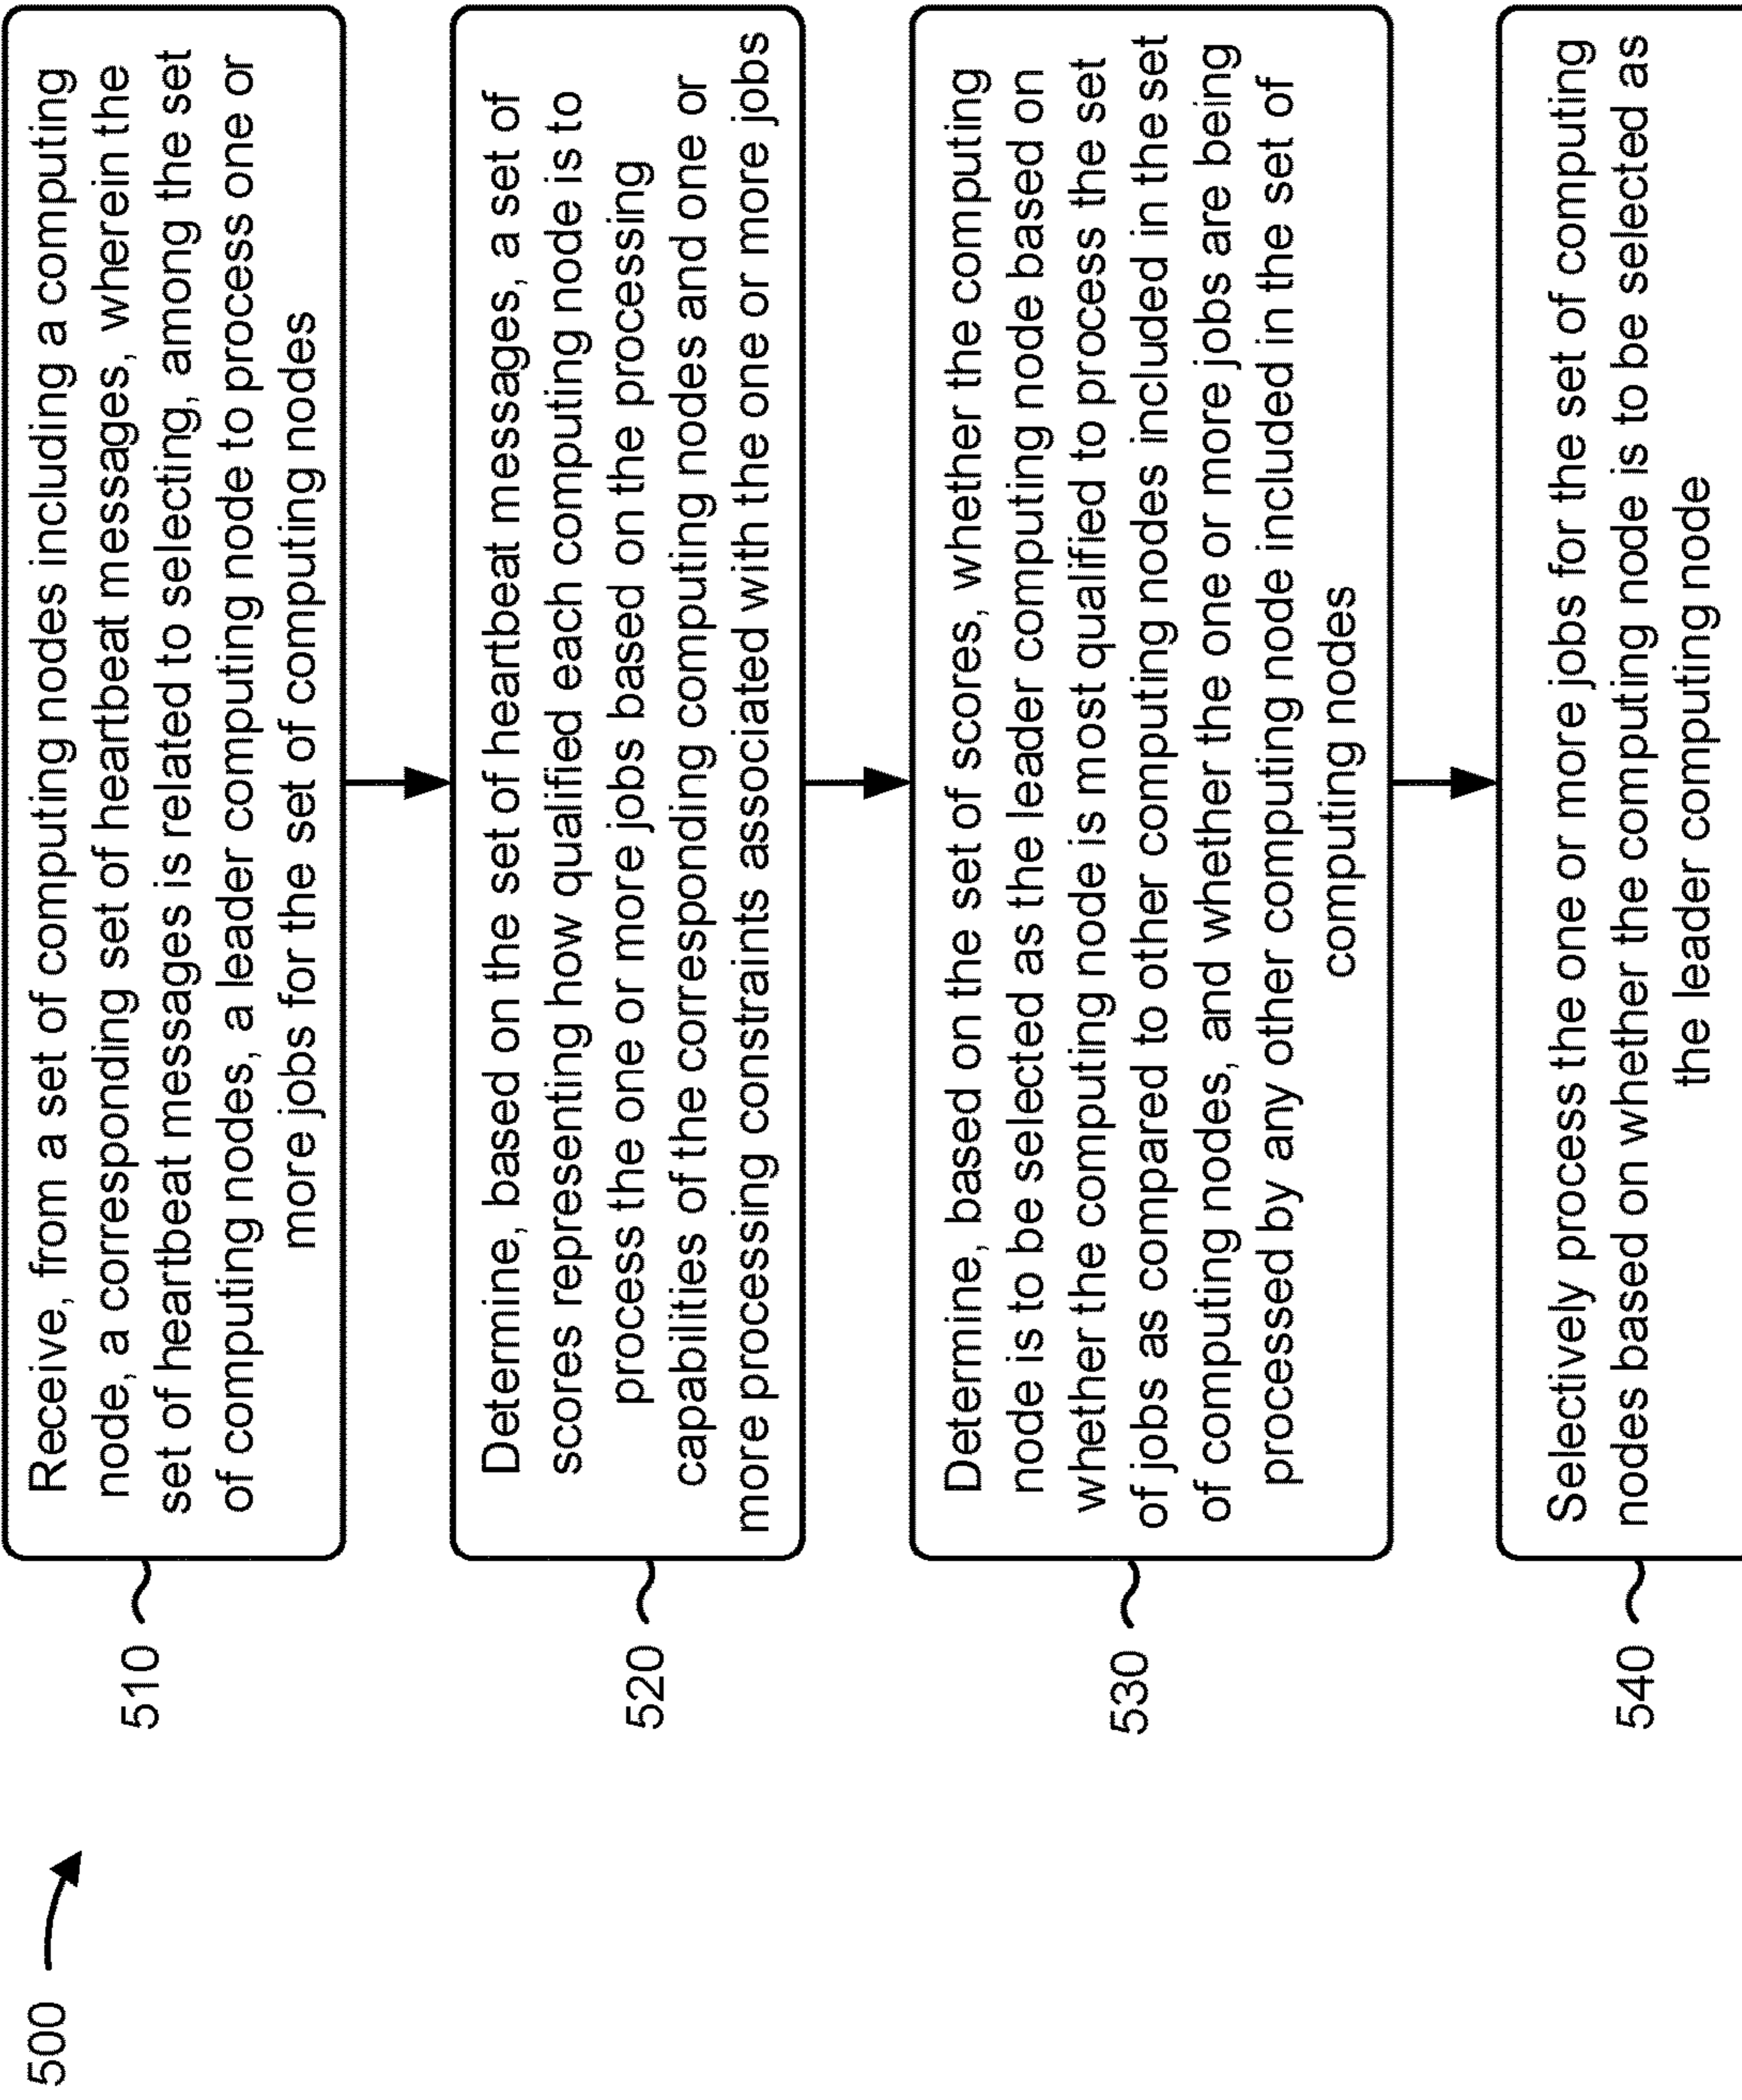 500
510
Receive, from a set of computing nodes including a computing
node, a corresponding set of heartbeat messages, wherein the
set of heartbeat messages is related to selecting, among the set
of computing nodes, a leader computing node to process one or
more jobs for the set of computing nodes
520
Determine, based on the set of heartbeat messages, a set of
scores representing how qualified each computing node is to
process the one or more jobs based on the processing
capabilities of the corresponding computing nodes and one or
more processing constraints associated with the one or more jobs
530
Determine, based on the set of scores, whether the computing
node is to be selected as the leader computing node based on
whether the computing node is most qualified to process the set
of jobs as compared to other computing nodes included in the set
of computing nodes, and whether the one or more jobs are being
processed by any other computing node included in the set of
computing nodes
540
Selectively process the one or more jobs for the set of computing
nodes based on whether the computing node is to be selected as
the leader computing node